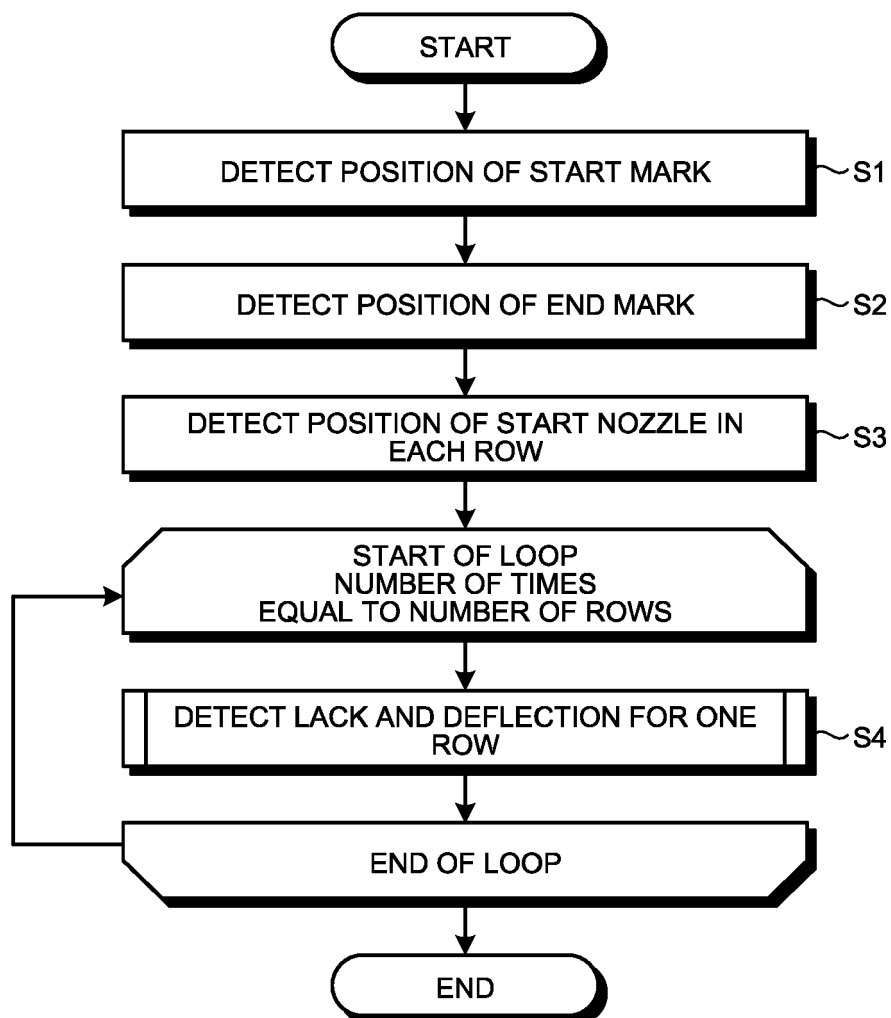 START
DETECT POSITION OF START MARK
S1
DETECT POSITION OF END MARK
S2
DETECT POSITION OF START NOZZLE IN
EACH ROW
S3
START OF LOOP
NUMBER OF TIMES
EQUAL TO NUMBER OF ROWS
DETECT LACK AND DEFLECTION FOR ONE
ROW
S4
END OF LOOP
END